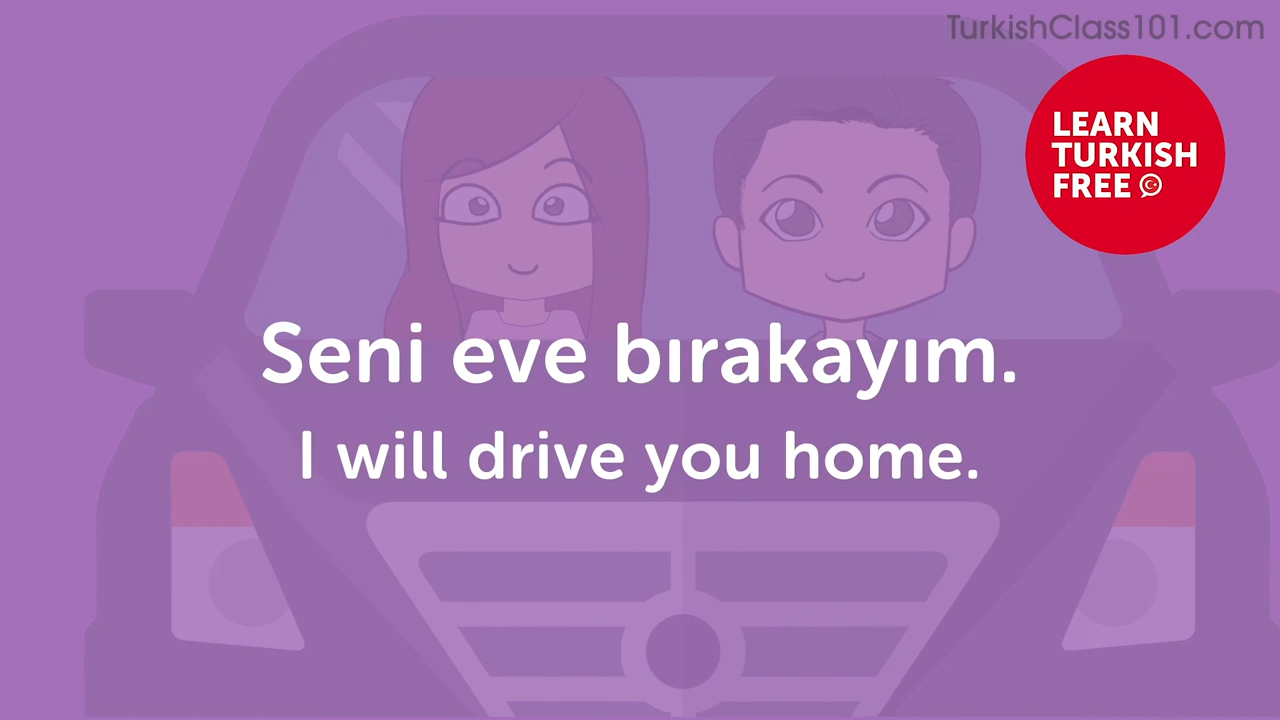 TurkishClass101.com
LEARN
TURKISH
FREE
Seni eve bırakayım.
I will drive you home.